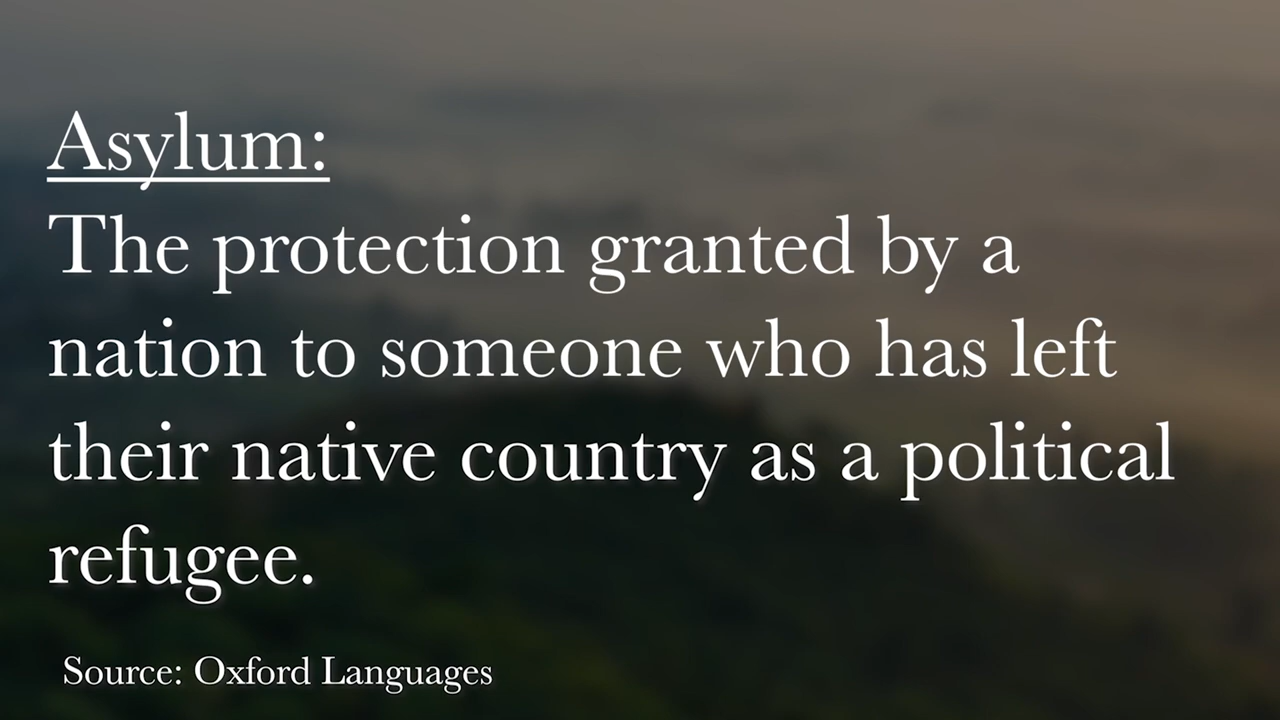 Asylum:
The protection granted by a
nation to someone who has left
their native country as a political
refugee.
Source: Oxford Languages